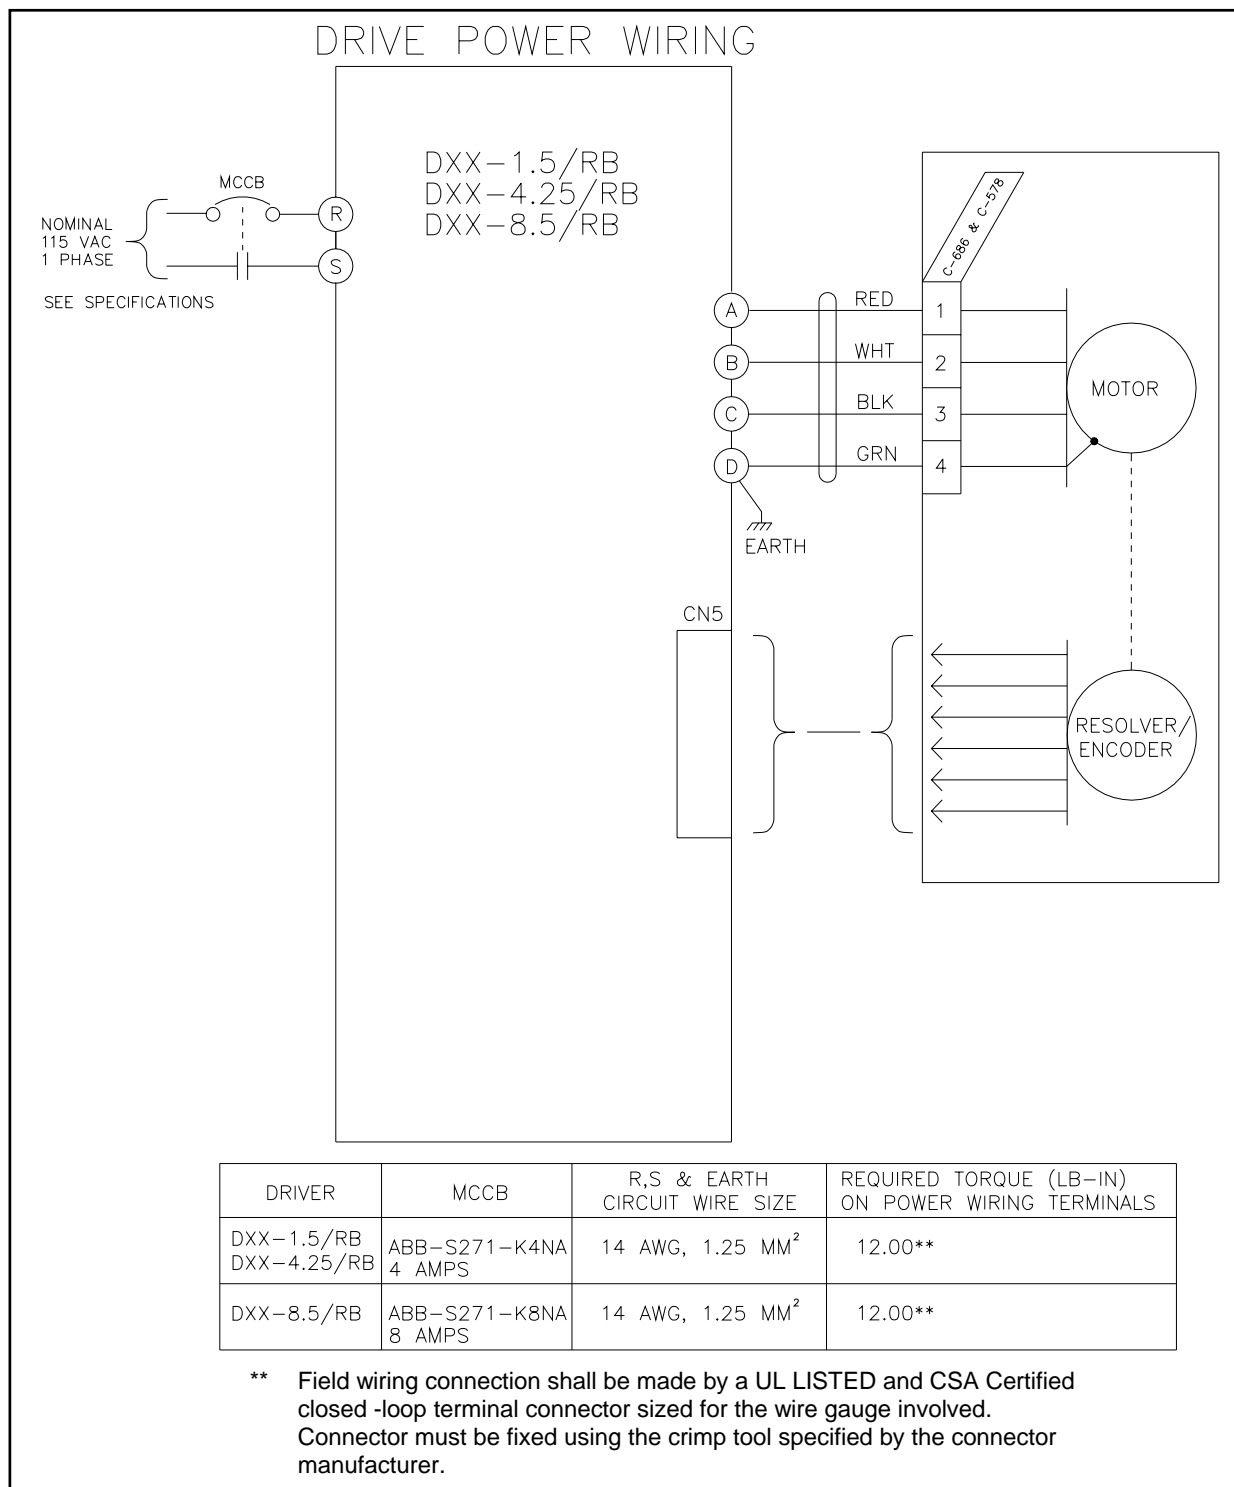 DRIVE POWER WIRING
DXX-1.5/RB
DXX-4.25/RB
DXX-8.5/RB
MCCB
NOMINAL
115 VAC
1 PHASE
SEE SPECIFICATIONS
R
S
C-686 & C-578
A
RED
1
B
WHT
2
C
BLK
3
D
GRN
4
MOTOR
EARTH
CN5
RESOLVER/
ENCODER
DRIVER
MCCB
R,S & EARTH
CIRCUIT WIRE SIZE
REQUIRED TORQUE (LB-IN)
ON POWER WIRING TERMINALS
DXX-1.5/RB
DXX-4.25/RB
ABB-S271-K4NA
4 AMPS
14 AWG, 1.25 MM²
12.00**
DXX-8.5/RB
ABB-S271-K8NA
8 AMPS
14 AWG, 1.25 MM²
12.00**
** Field wiring connection shall be made by a UL LISTED and CSA Certified
closed -loop terminal connector sized for the wire gauge involved.
Connector must be fixed using the crimp tool specified by the connector
manufacturer.